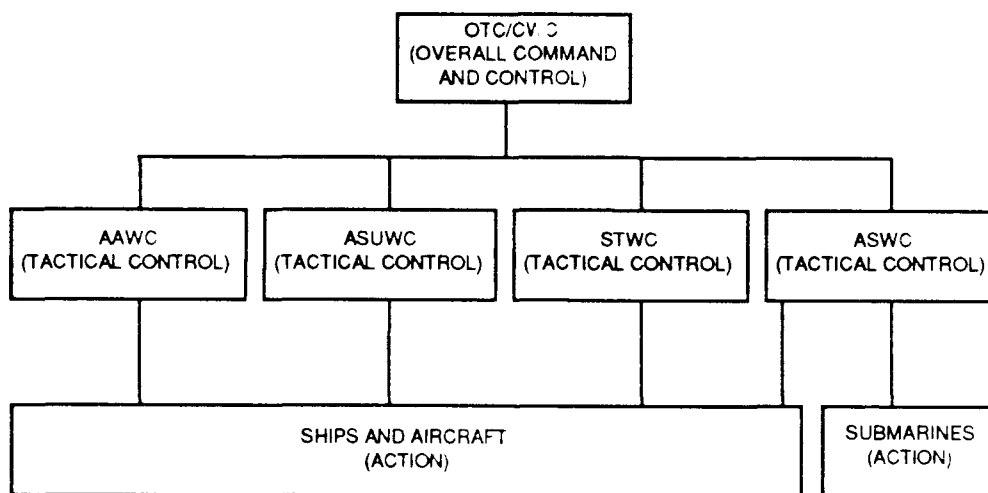 OTC/
(OVERALL COMMAND
AND CONTROL)
AAWC
(TACTICAL CONTROL)
ASUWC
(TACTICAL CONTROL)
STWC
(TACTICAL CONTROL)
ASWC
(TACTICAL CONTROL)
SHIPS AND AIRCRAFT
(ACTION)
SUBMARINES
(ACTION)